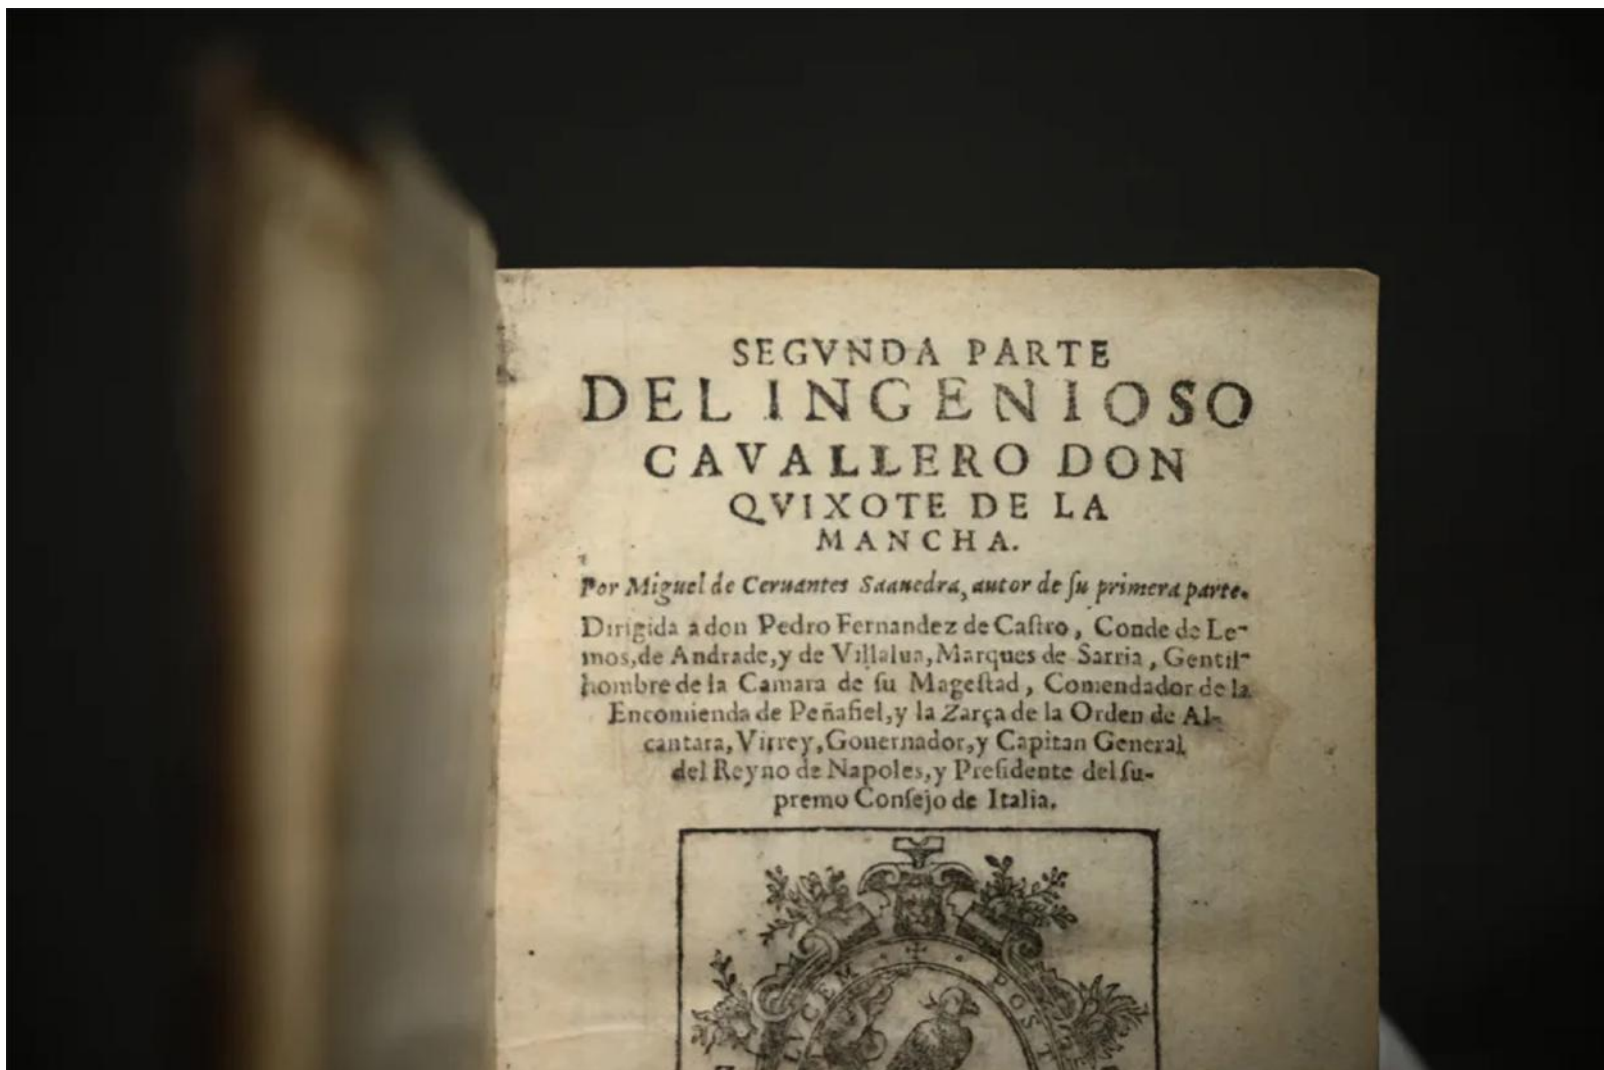 SEGVNDA PARTE
DEL INGENIOSO
CAVALLERO DON
QVIXOTE DE LA
MANCHA.
Por Miguel de Ceruantes Saauedra, autor de ſu primera parte.
Dirigida a don Pedro Fernandez de Caſtro, Conde de Le-
mos, de Andrade, y de Villalua, Marques de Sarria, Gentil-
hombre de la Camara de ſu Mageſtad, Comendador de la
Encomienda de Peñafiel, y la Zarça de la Orden de Al-
cantara, Virrey, Gouernador, y Capitan General
del Reyno de Napoles, y Preſidente del ſu-
premo Conſejo de Italia.
POST